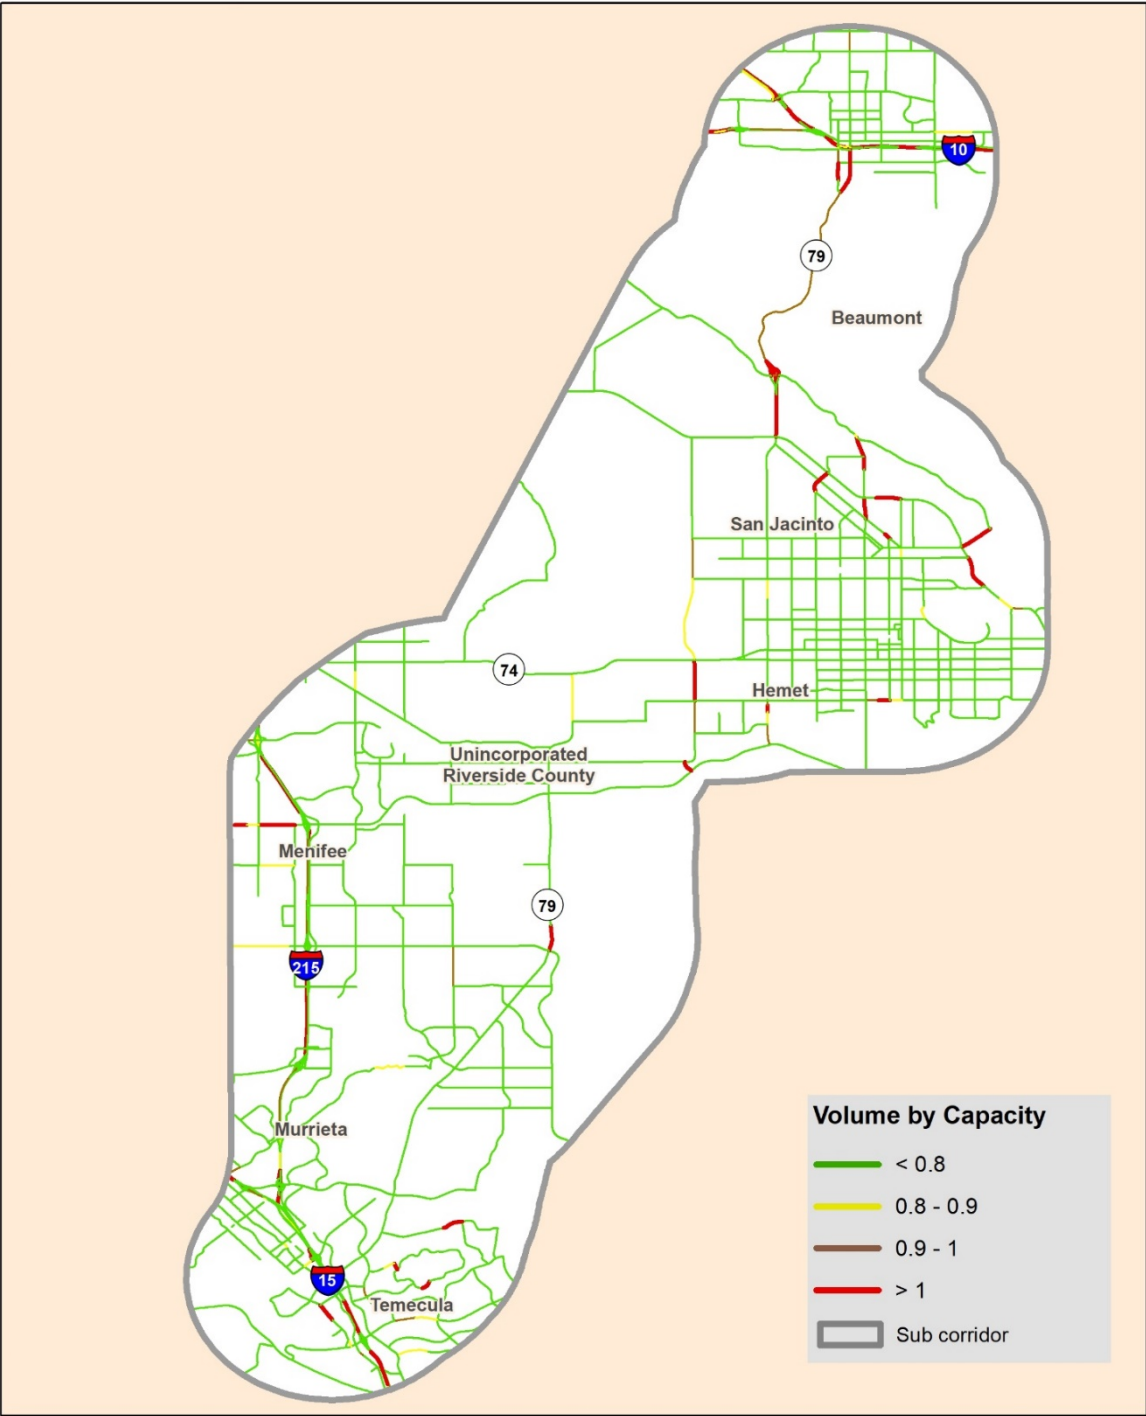 10
79
Beaumont
San Jacinto
74
Hemet
Unincorporated
Riverside County
Menifee
79
215
Murrieta
15
Temecula
Volume by Capacity
< 0.8
0.8 - 0.9
0.9 - 1
> 1
Sub corridor